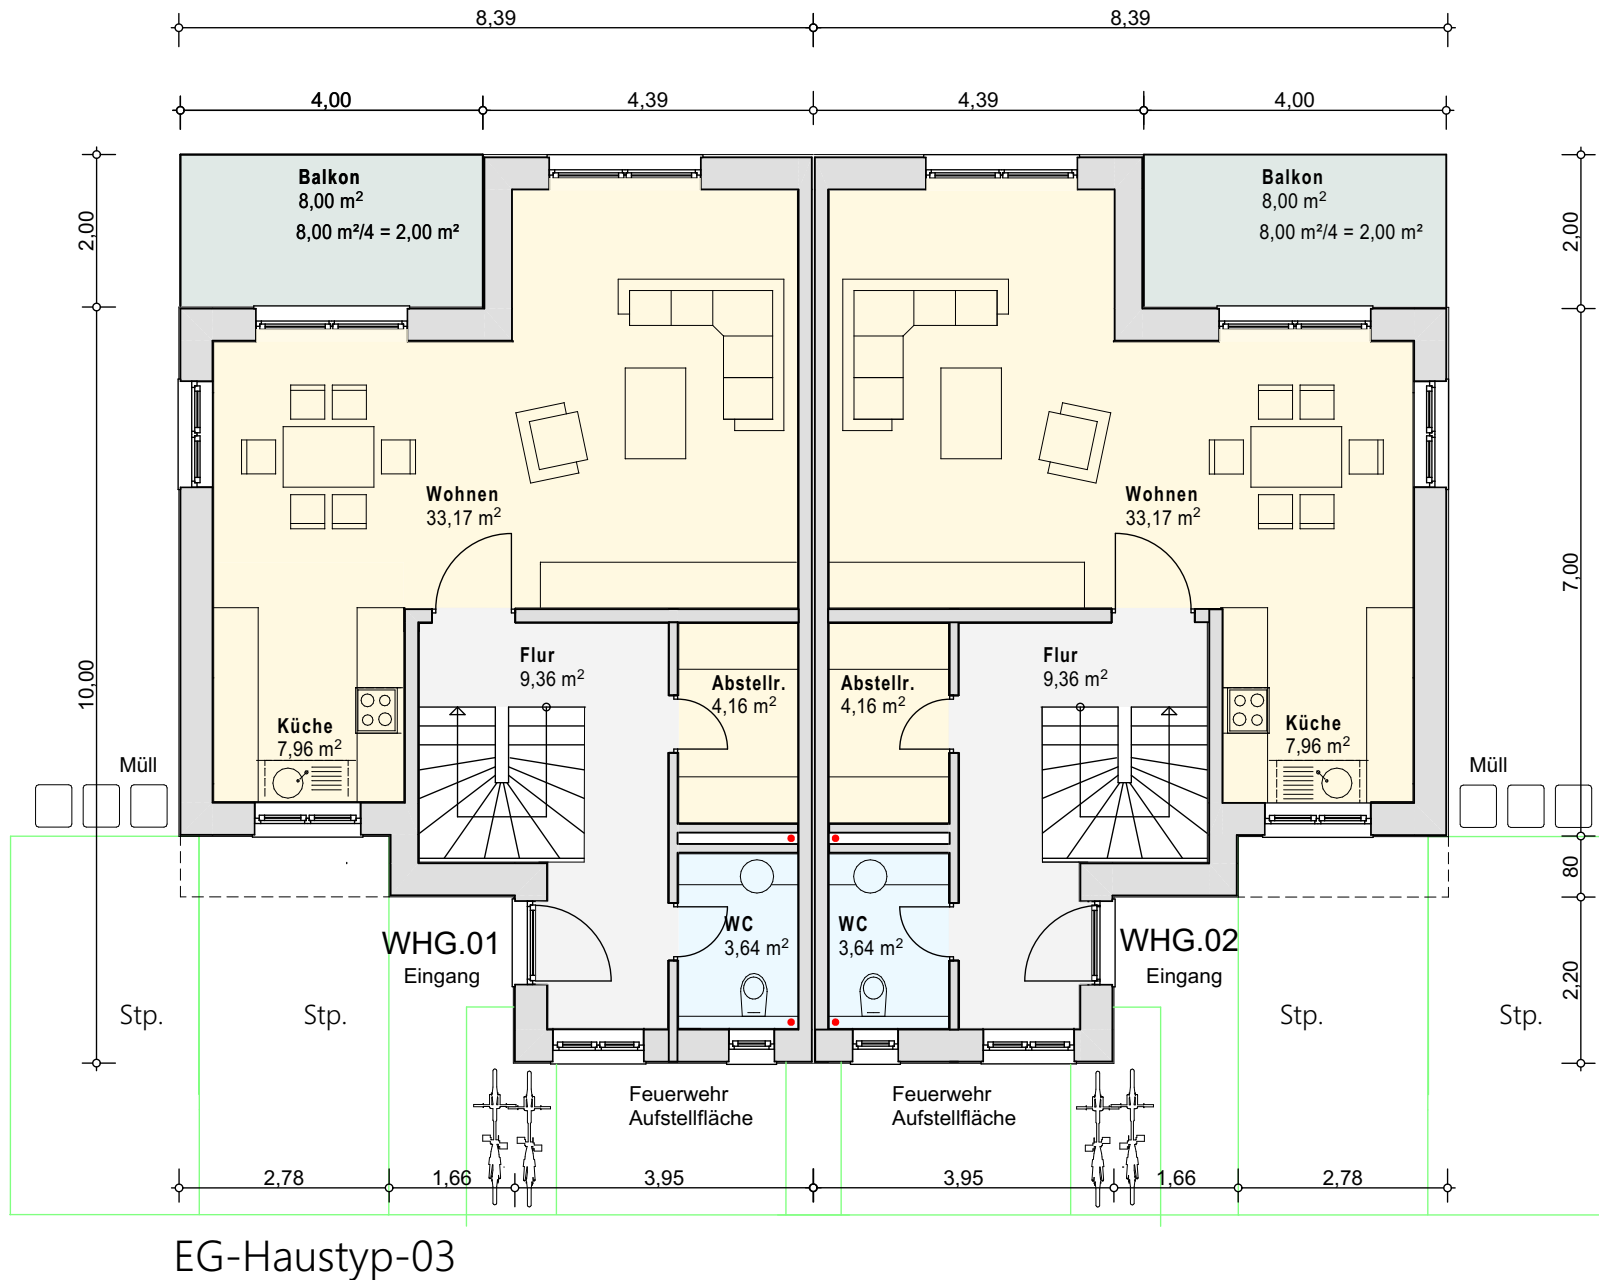 8,39
8,39
4,00
4,39
4,39
4,00
Balkon
8,00 m²
8,00 m²/4 = 2,00 m²
Balkon
8,00 m²
8,00 m²/4 = 2,00 m²
2,00
2,00
Wohnen
33,17 m²
Wohnen
33,17 m²
7,00
10,00
Flur
9,36 m²
Abstellr.
4,16 m²
Abstellr.
4,16 m²
Flur
9,36 m²
Küche
7,96 m²
Küche
7,96 m²
Müll
Müll
80
WC
3,64 m²
WC
3,64 m²
WHG.01
Eingang
WHG.02
Eingang
2,20
Stp.
Stp.
Stp.
Stp.
Feuerwehr
Aufstellfläche
Feuerwehr
Aufstellfläche
2,78
1,66
3,95
3,95
1,66
2,78
EG-Haustyp-03